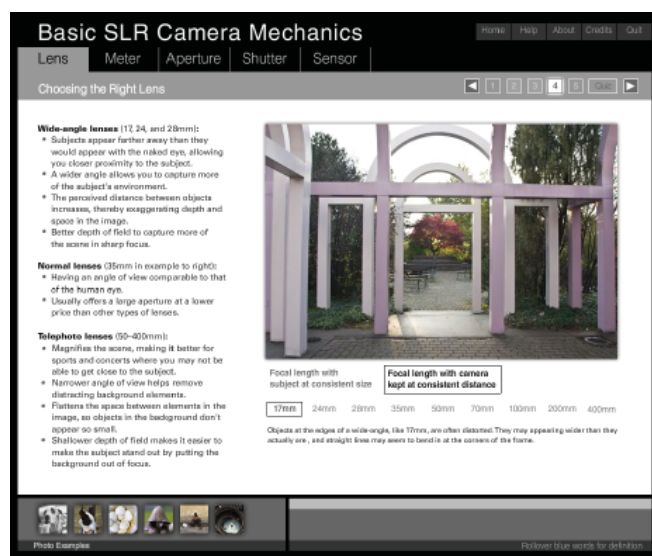 Basic SLR Camera Mechanics
Home Help About Credits Quit
Lens Meter Aperture Shutter Sensor
Choosing the Right Lens
1 2 3 4 5 Quiz
Wide-angle lenses (17, 24, and 28mm):
* Subjects appear farther away than they
would appear with the naked eye, allowing
you closer proximity to the subject.
* A wider angle allows you to capture more
of the subject's environment.
* The perceived distance between objects
increases, thereby exaggerating depth and
space in the image.
* Better depth of field to capture more of
the scene in sharp focus.
Normal lenses (35mm in example to right):
* Having an angle of view comparable to that
of the human eye.
* Usually offers a large aperture at a lower
price than other types of lenses.
Telephoto lenses (50–400mm):
* Magnifies the scene, making it better for
sports and concerts where you may not be
able to get close to the subject.
* Narrower angle of view helps remove
distracting background elements.
* Flattens the space between elements in the
image, so objects in the background don't
appear so small.
* Shallower depth of field makes it easier to
make the subject stand out by putting the
background out of focus.
Focal length with
subject at consistent size
Focal length with camera
kept at consistent distance
17mm 24mm 28mm 35mm 50mm 70mm 100mm 200mm 400mm
Objects at the edges of a wide-angle, like 17mm, are often distorted. They may appearing wider than they
actually are , and straight lines may seem to bend in at the corners of the frame.
Photo Examples
Rollover blue words for definition